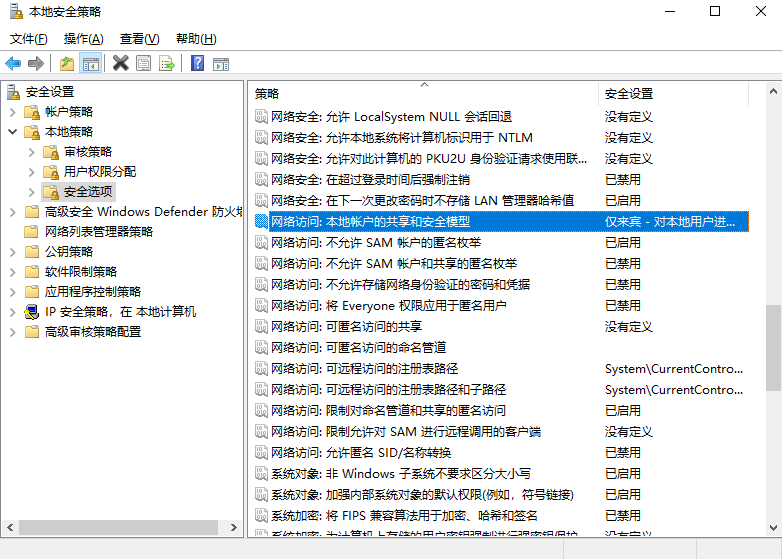 本地安全策略
文件(F) 操作(A) 查看(V) 帮助(H)
安全设置
帐户策略
本地策略
审核策略
用户权限分配
安全选项
高级安全 Windows Defender 防火墙
网络列表管理器策略
公钥策略
软件限制策略
应用程序控制策略
IP 安全策略，在 本地计算机
高级审核策略配置
策略 安全设置
网络安全: 允许 LocalSystem NULL 会话回退 没有定义
网络安全: 允许本地系统将计算机标识用于 NTLM 没有定义
网络安全: 允许对此计算机的 PKU2U 身份验证请求使用联... 没有定义
网络安全: 在超过登录时间后强制注销 已禁用
网络安全: 在下一次更改密码时不存储 LAN 管理器哈希值 已启用
网络访问: 本地帐户的共享和安全模型 仅来宾 - 对本地用户进...
网络访问: 不允许 SAM 帐户的匿名枚举 已启用
网络访问: 不允许 SAM 帐户和共享的匿名枚举 已禁用
网络访问: 不允许存储网络身份验证的密码和凭据 已禁用
网络访问: 将 Everyone 权限应用于匿名用户 已禁用
网络访问: 可匿名访问的共享 没有定义
网络访问: 可匿名访问的命名管道
网络访问: 可远程访问的注册表路径 System\CurrentContro...
网络访问: 可远程访问的注册表路径和子路径 System\CurrentContro...
网络访问: 限制对命名管道和共享的匿名访问 已启用
网络访问: 限制允许对 SAM 进行远程调用的客户端 没有定义
网络访问: 允许匿名 SID/名称转换 已禁用
系统对象: 非 Windows 子系统不要求区分大小写 已启用
系统对象: 加强内部系统对象的默认权限(例如，符号链接) 已启用
系统加密: 将 FIPS 兼容算法用于加密、哈希和签名 已禁用
系统加密: 为计算机上存储的用户密钥强制进行强密钥保护 没有定义